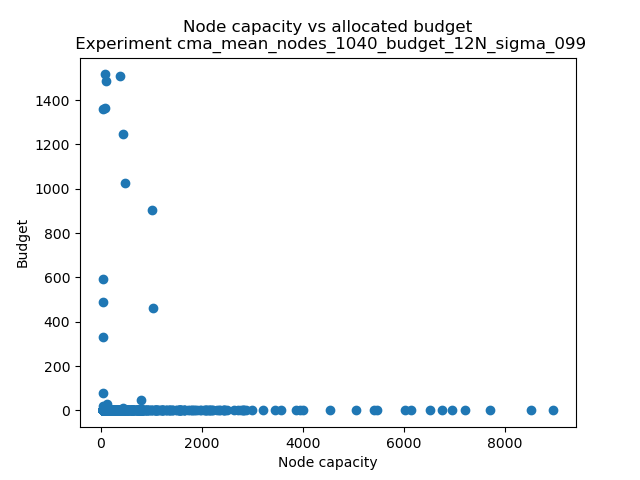 Node capacity vs allocated budget
Experiment cma_mean_nodes_1040_budget_12N_sigma_099
Budget
1400
1200
1000
800
600
400
200
0
0 2000 4000 6000 8000
Node capacity